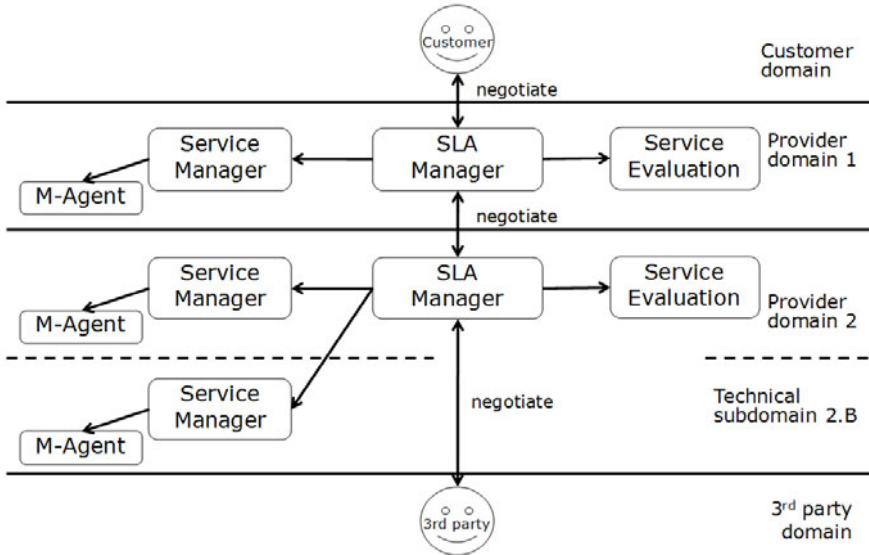 Customer
Customer
domain
negotiate
Service
Manager
SLA
Manager
Service
Evaluation
Provider
domain 1
M-Agent
negotiate
Service
Manager
SLA
Manager
Service
Evaluation
Provider
domain 2
M-Agent
Service
Manager
negotiate
Technical
subdomain 2.B
M-Agent
3rd party
3rd party
domain